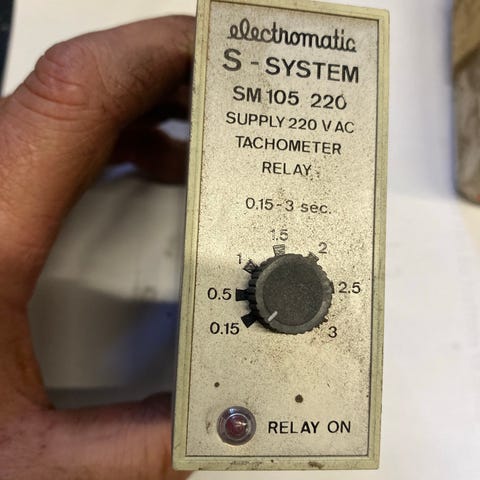 electromatic
S-SYSTEM
SM 105 220
SUPPLY 220 V AC
TACHOMETER
RELAY
0.15-3 sec.
1.5
1 2
0.5 2.5
0.15 3
RELAY ON